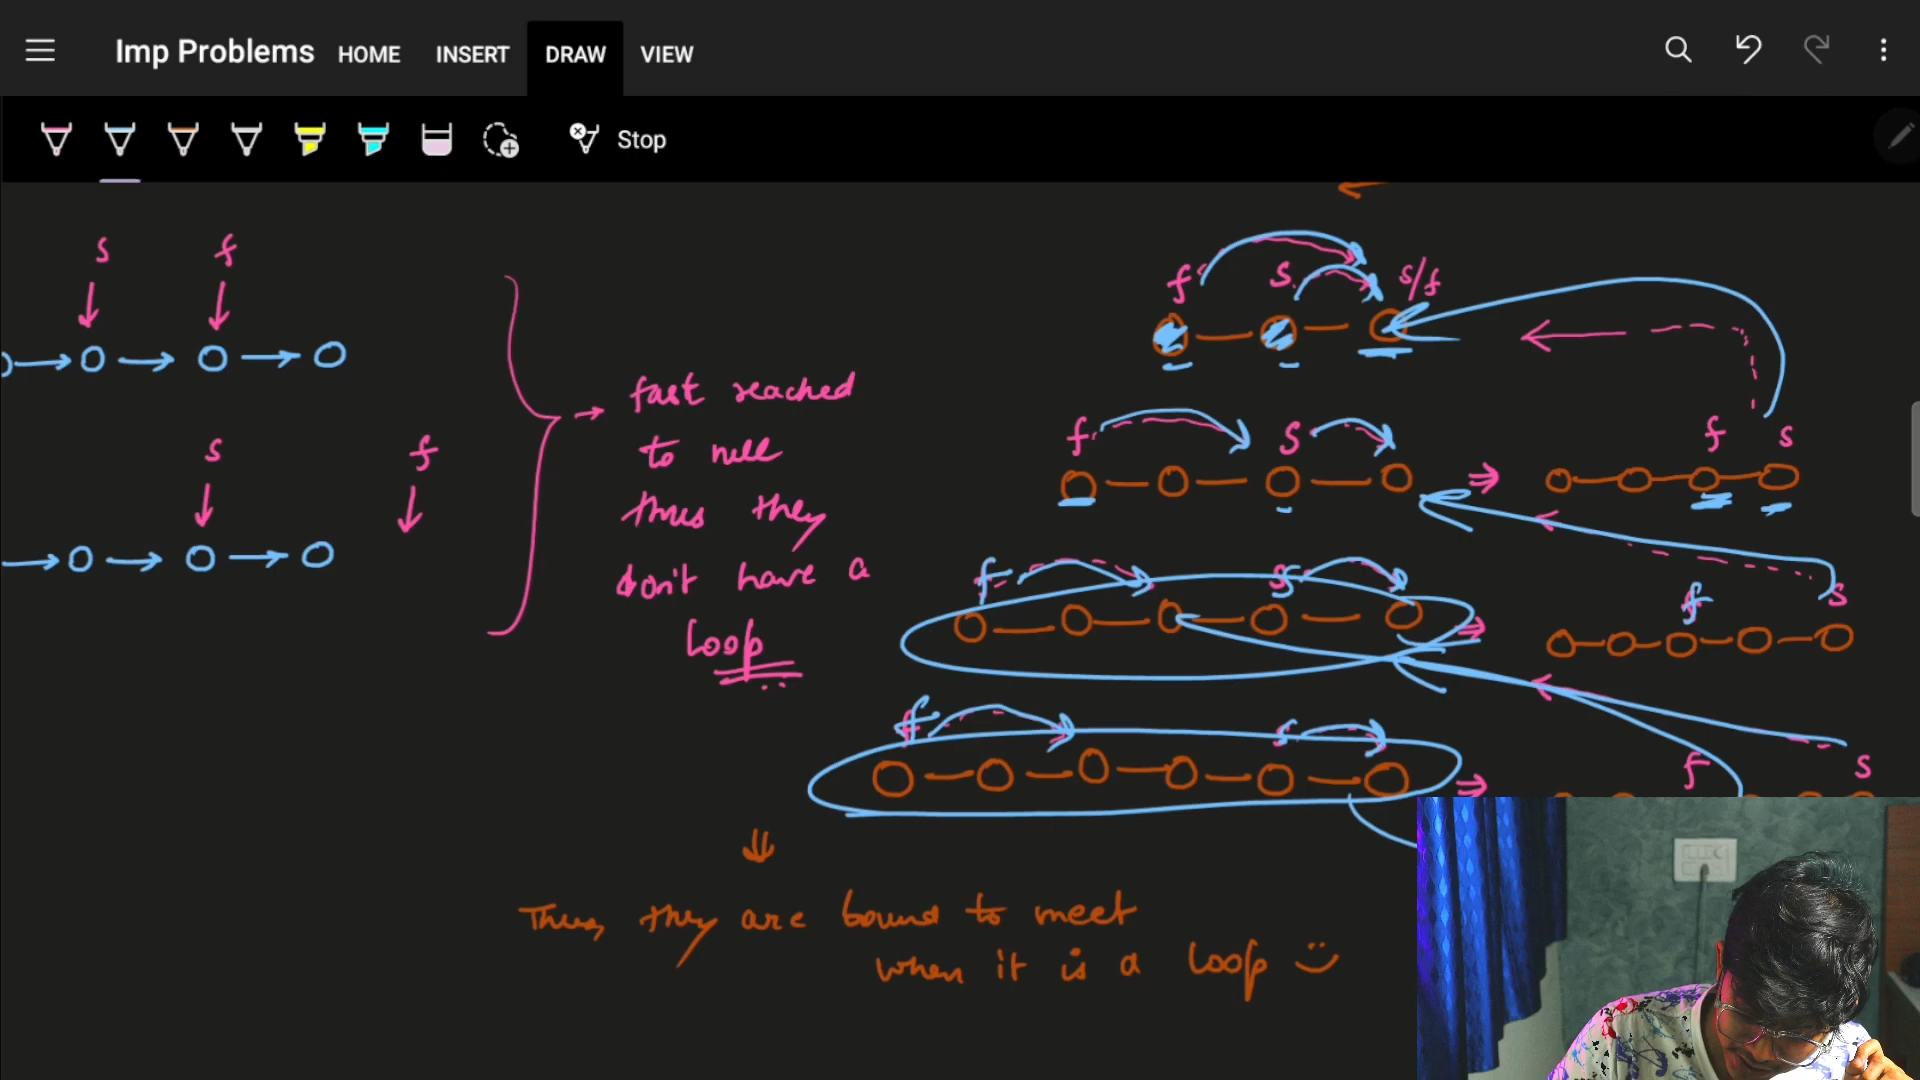 Imp Problems HOME INSERT DRAW VIEW
Stop
s f
s f
fast reached
to null
thus they
don't have a
loop
f s s/f
f s f s
f s f s
f s f s
Thus, they are bound to meet
when it is a loop